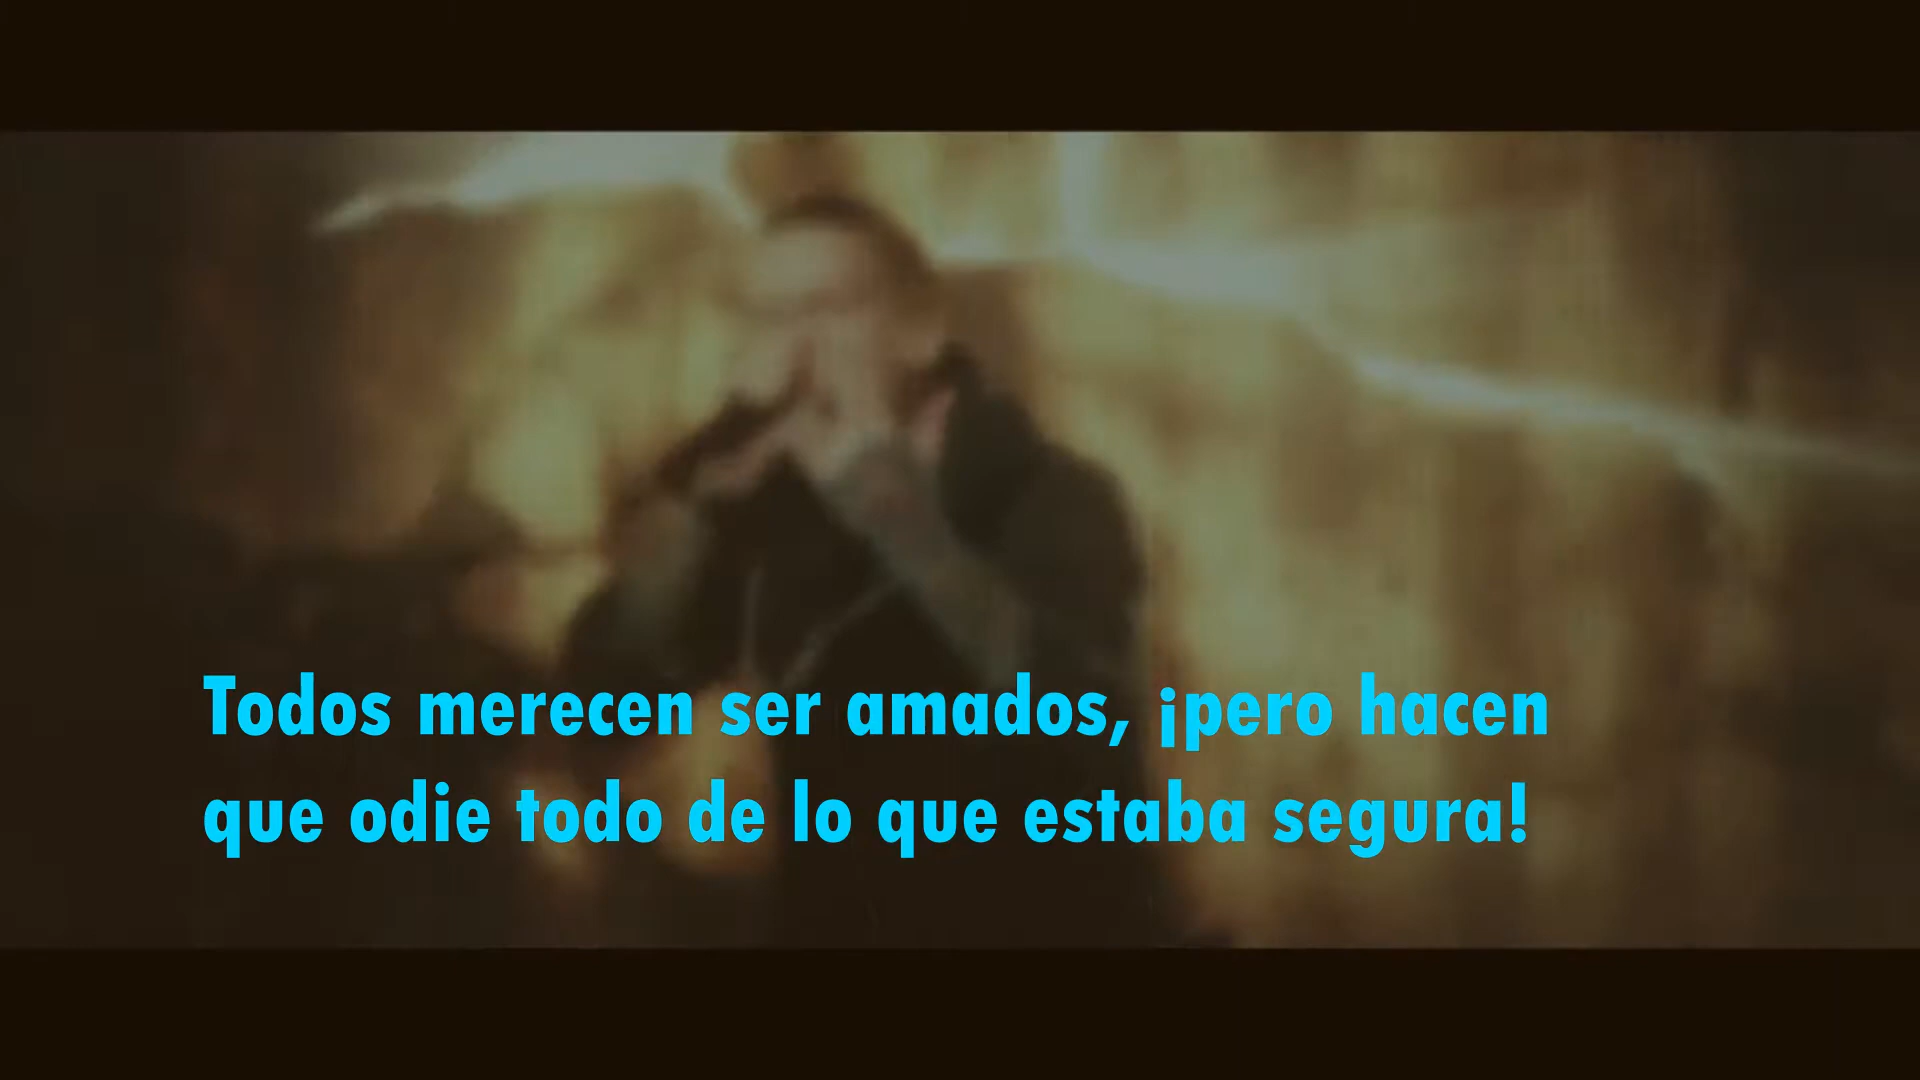 Todos merecen ser amados, ¡pero hacen
que odie todo de lo que estaba segura!